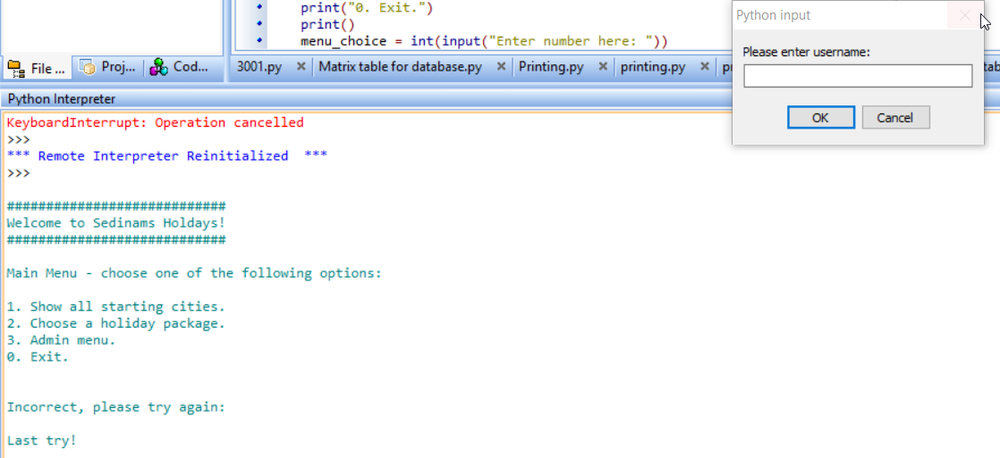 print("0. Exit.")
print()
menu_choice = int(input("Enter number here: "))
Python input
Please enter username:
OK
Cancel
File ...
Proj...
Cod...
3001.py
Matrix table for database.py
Printing.py
printing.py
Python Interpreter
KeyboardInterrupt: Operation cancelled
>>>
*** Remote Interpreter Reinitialized ***
>>>
############################
Welcome to Sedinams Holdays!
############################
Main Menu - choose one of the following options:
1. Show all starting cities.
2. Choose a holiday package.
3. Admin menu.
0. Exit.
Incorrect, please try again:
Last try!